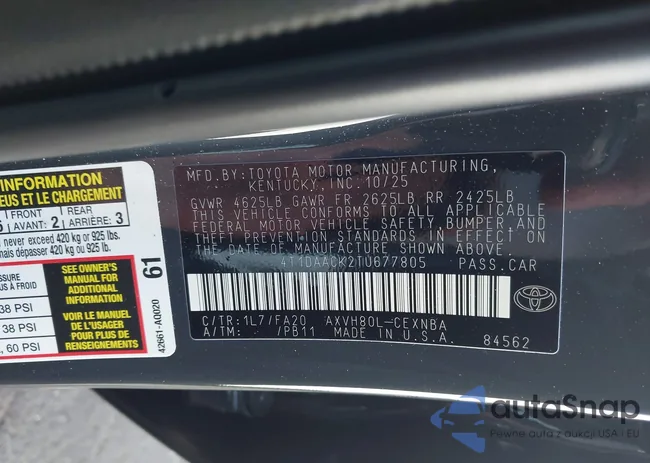 INFORMATION
EUS ET LE CHARGEMENT
FRONT
AVANT: 2
REAR
ARRIÈRE: 3
never exceed 420 kg or 925 lbs.
mais dépasser 420 kg ou 925 lb.
PRESSURE
S À FROID
38 PSI
38 PSI
, 60 PSI
SEE OWNER'S
MANUAL FOR
ADDITIONAL
INFORMATION
VOIR LE MANUEL
DE L'USAGER
POUR PLUS DE
RENSEIGNEMENTS
61
42661-A0020
MFD.BY:TOYOTA MOTOR MANUFACTURING,
KENTUCKY, INC.10/25
GVWR 4625LB GAWR FR 2625LB RR 2425LB
THIS VEHICLE CONFORMS TO ALL APPLICABLE
FEDERAL MOTOR VEHICLE SAFETY, BUMPER, AND
THEFT PREVENTION STANDARDS IN EFFECT ON
THE DATE OF MANUFACTURE SHOWN ABOVE.
4T1DAACK2TU677805 PASS.CAR
C/TR:1L7/FA20 AXVH80L-CEXNBA
A/TM: -/PB11 MADE IN U.S.A. 84562
autaSnap
Pewne auta z aukcji USA i EU